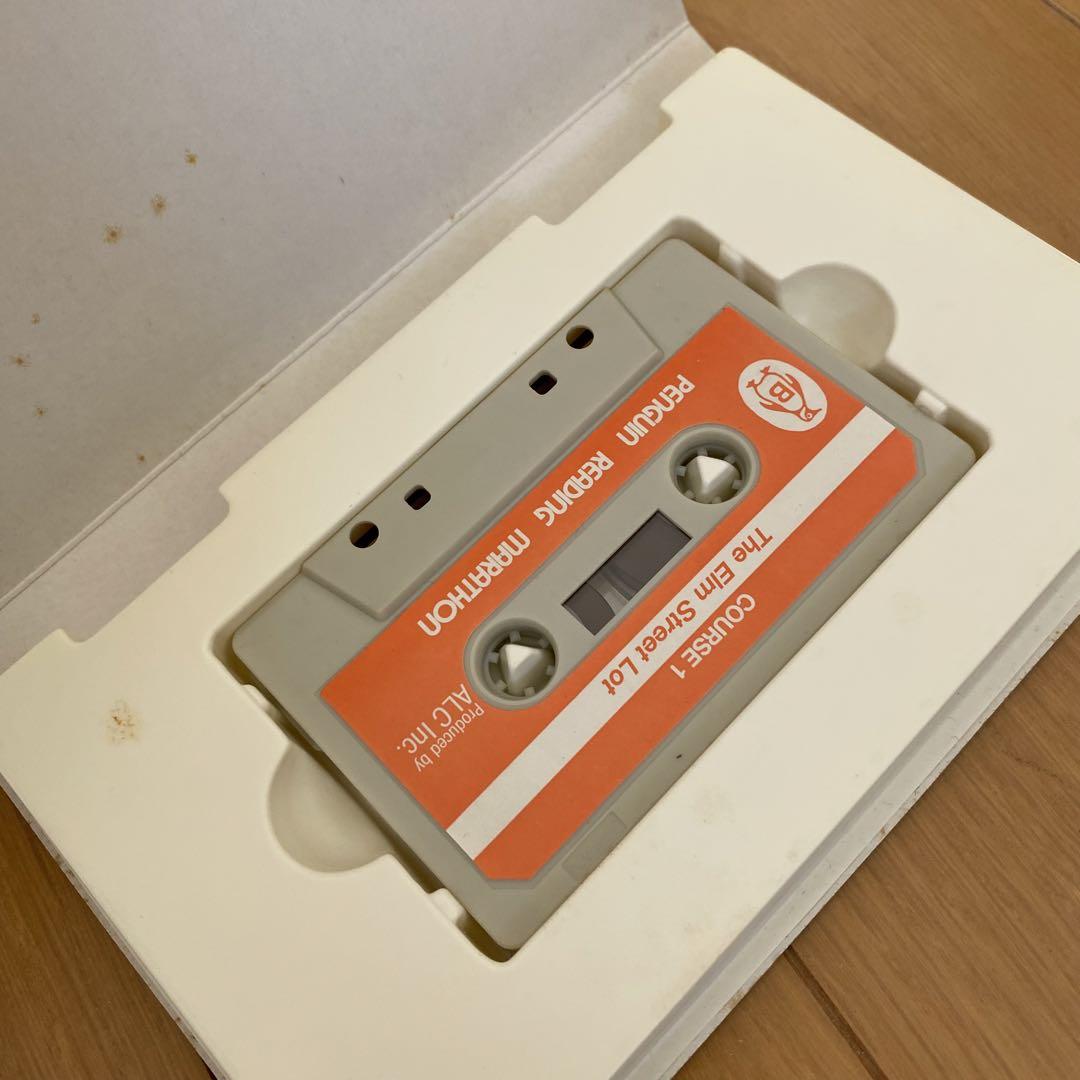 COURSE 1
The Elm Street Lot
B
Produced by
ALC Inc.
PENGUIN READING MARATHON